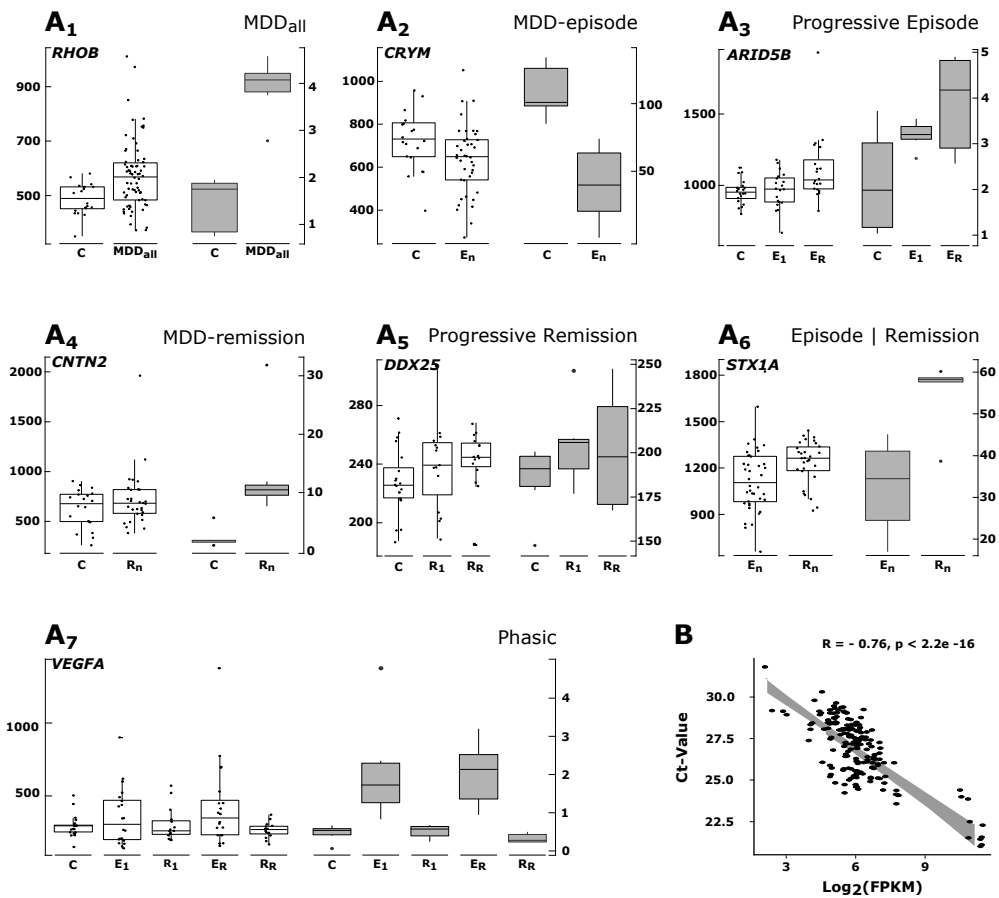 A1 MDDall
RHOB
900
700
500
4
3
2
1
C MDDall C MDDall
A2 MDD-episode
CRYM
1000
800
600
400
100
50
C En C En
A3 Progressive Episode
ARID5B
1500
1000
5
4
3
2
1
C E1 ER C E1 ER
A4 MDD-remission
CNTN2
2000
1000
500
30
20
10
0
C Rn C Rn
A5 Progressive Remission
DDX25
280
240
200
250
225
200
175
150
C R1 RR C R1 RR
A6 Episode | Remission
STX1A
1800
1500
1200
900
60
50
40
30
20
En Rn En Rn
A7 Phasic
VEGFA
1000
500
4
3
2
1
0
C E1 R1 ER RR C E1 R1 ER RR
B
R = - 0.76, p < 2.2e -16
Ct-Value
30.0
27.5
25.0
22.5
3 6 9
Log2(FPKM)